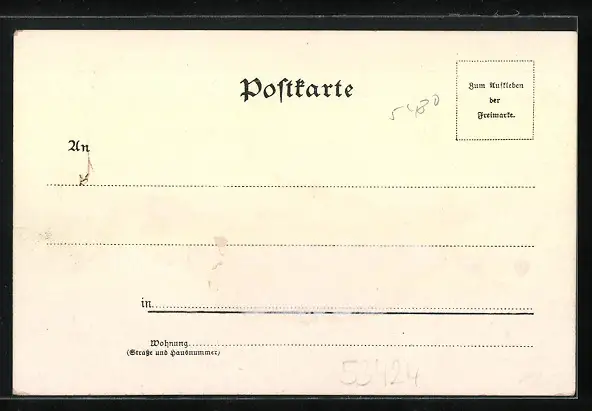 Postkarte
Zum Aufkleben
der
Freimarke.
5480
An
in
Wohnung
(Straße und Hausnummer)
53424